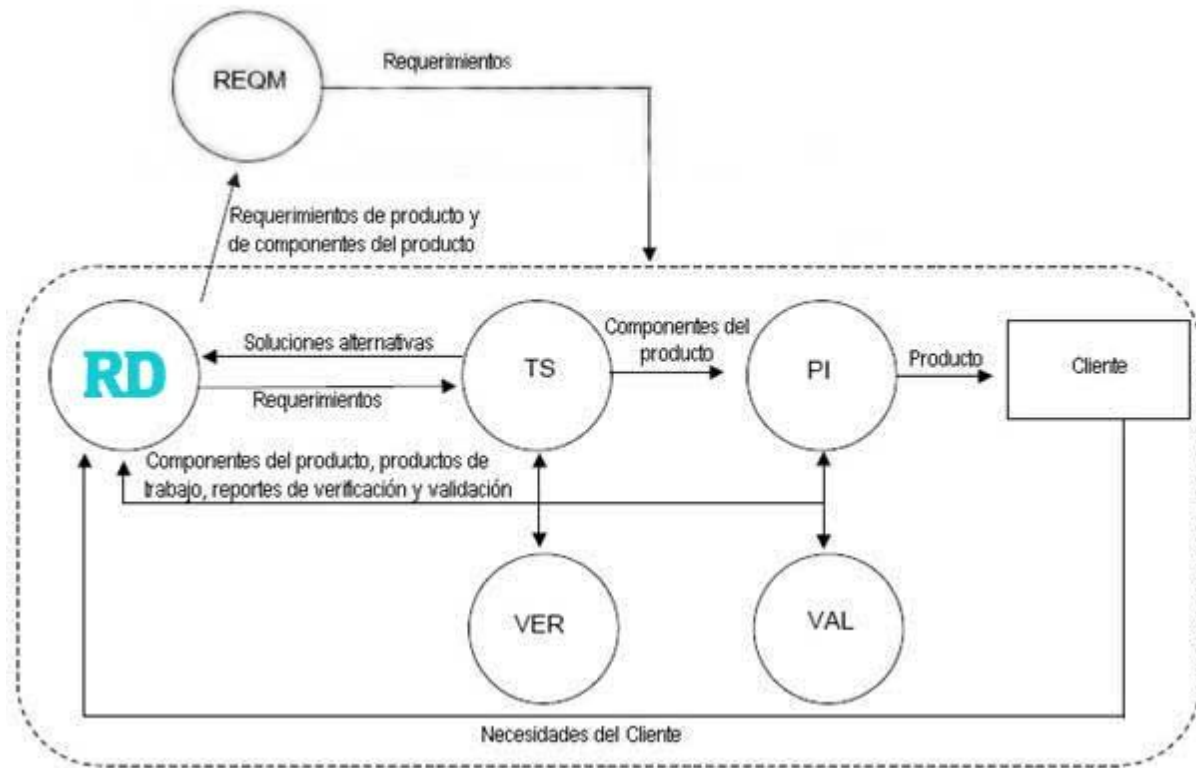 REQM
Requerimientos
Requerimientos de producto y
de componentes del producto
RD
Soluciones alternativas
Requerimientos
TS
Componentes del
producto
PI
Producto
Cliente
Componentes del producto, productos de
trabajo, reportes de verificación y validación
VER
VAL
Necesidades del Cliente